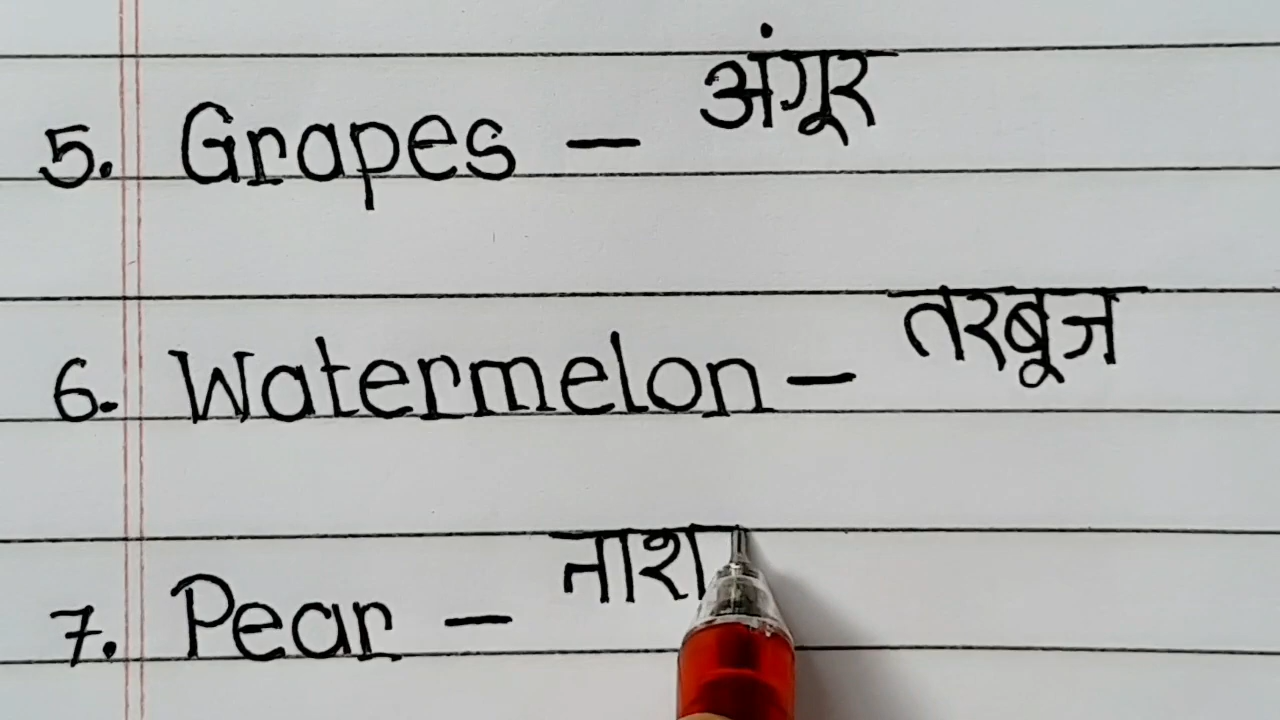 5. Grapes — अंगूर
6. Watermelon — तरबूज
7. Pear — नाश